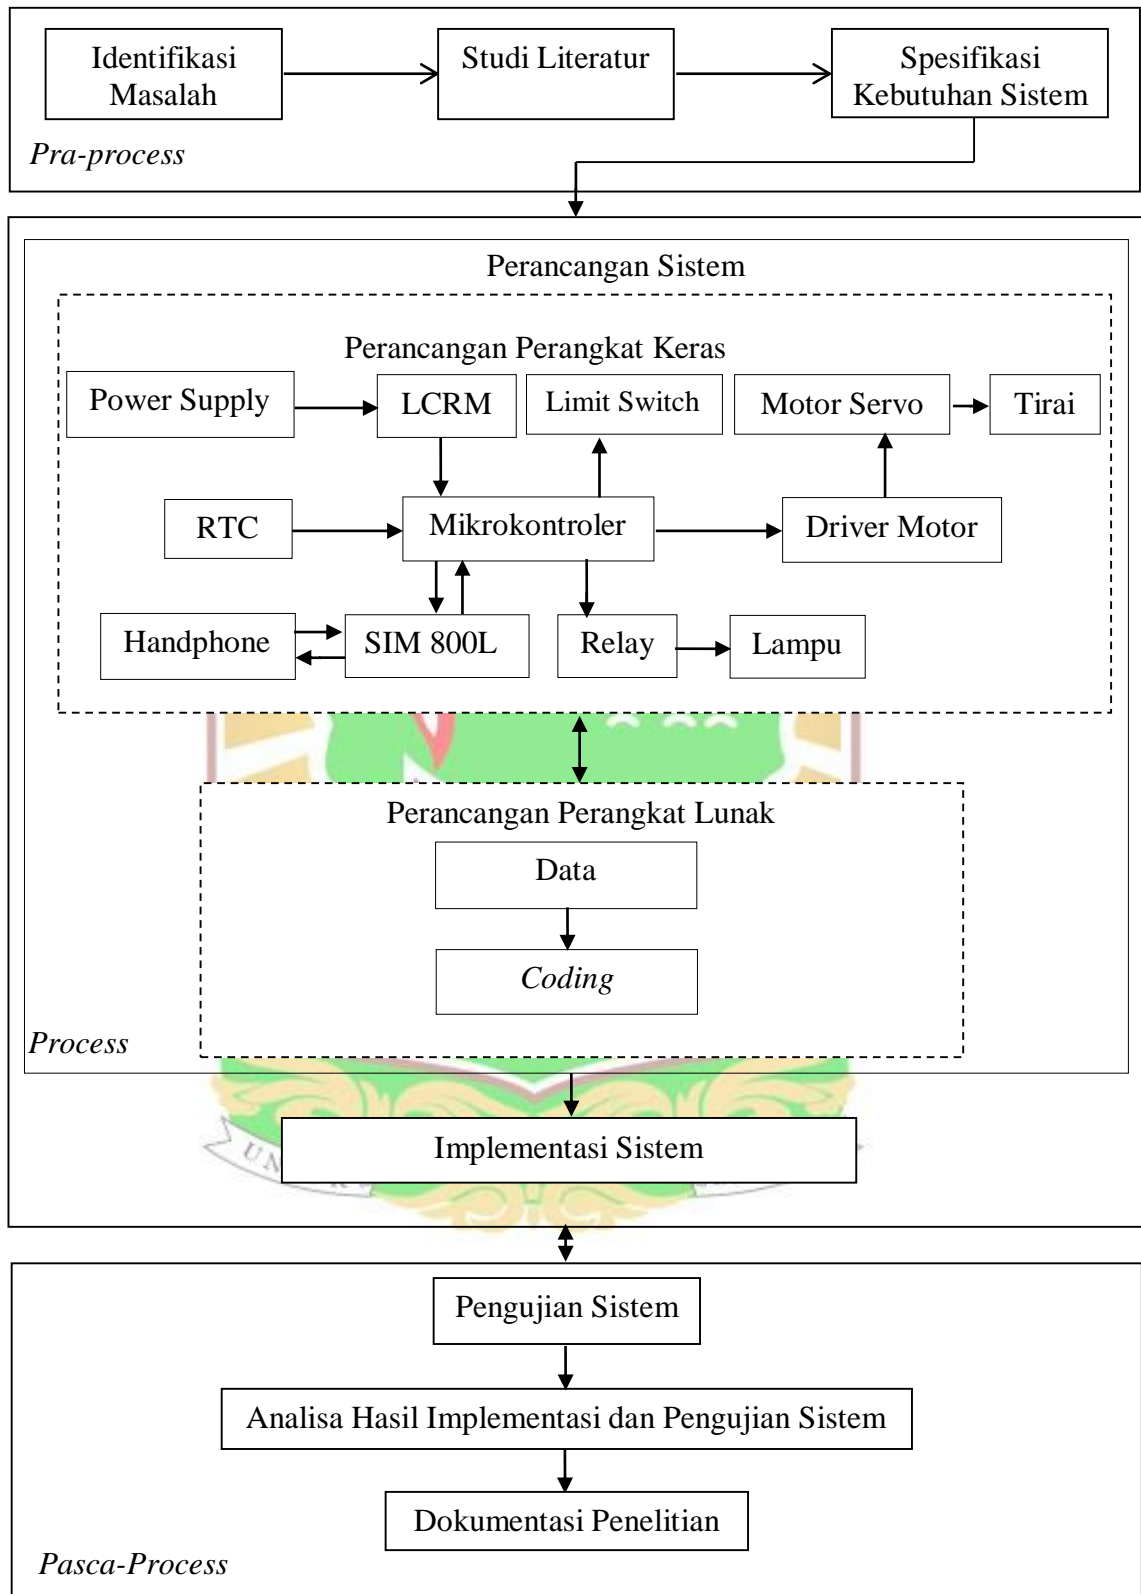 Identifikasi
Masalah
Studi Literatur
Spesifikasi
Kebutuhan Sistem
Pra-process
Perancangan Sistem
Perancangan Perangkat Keras
Power Supply
LCRM
Limit Switch
Motor Servo
Tirai
RTC
Mikrokontroler
Driver Motor
Handphone
SIM 800L
Relay
Lampu
Perancangan Perangkat Lunak
Data
Coding
Process
Implementasi Sistem
Pengujian Sistem
Analisa Hasil Implementasi dan Pengujian Sistem
Dokumentasi Penelitian
Pasca-Process